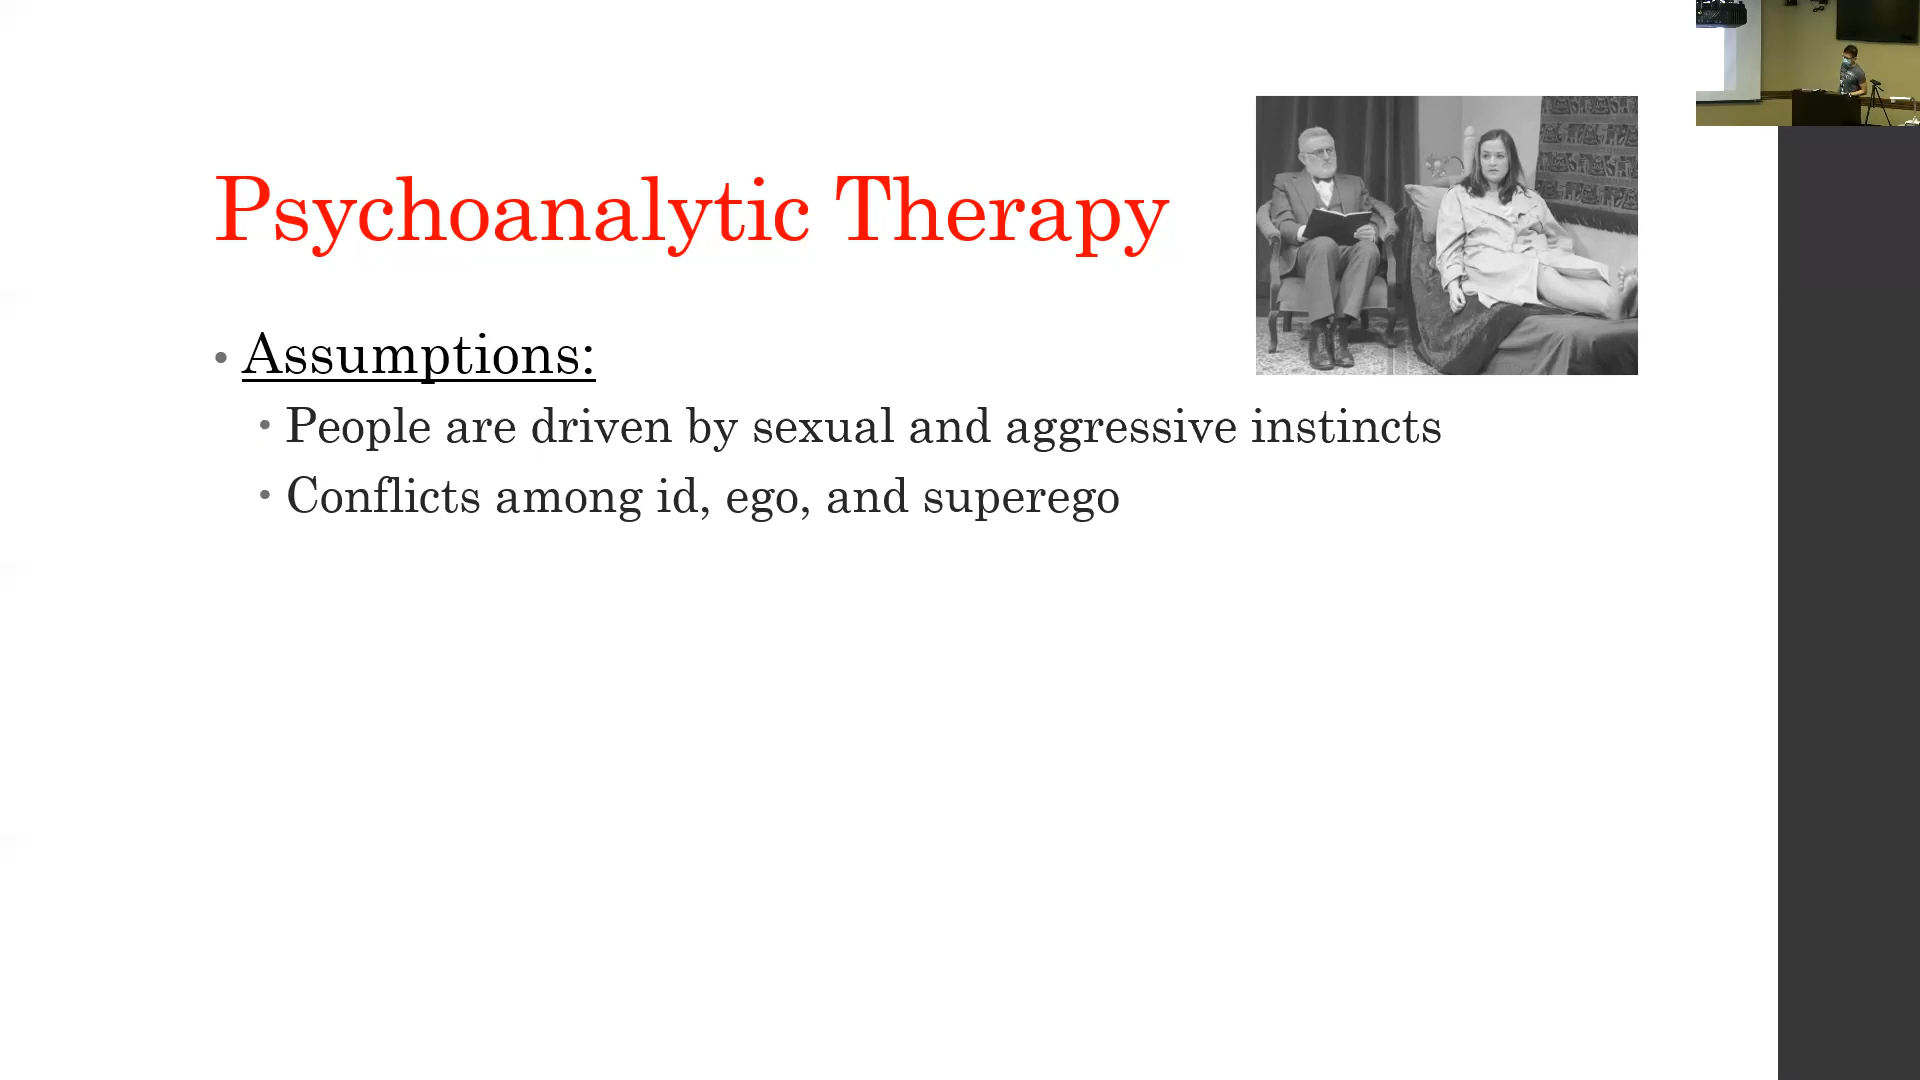 Psychoanalytic Therapy
• Assumptions:
• People are driven by sexual and aggressive instincts
• Conflicts among id, ego, and superego